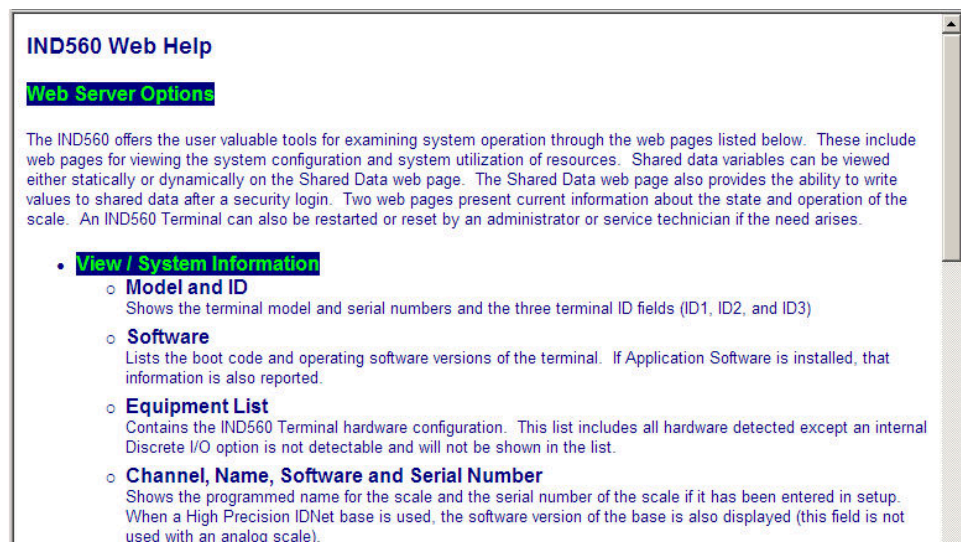 IND560 Web Help
Web Server Options
The IND560 offers the user valuable tools for examining system operation through the web pages listed below.  These include
web pages for viewing the system configuration and system utilization of resources.  Shared data variables can be viewed
either statically or dynamically on the Shared Data web page.  The Shared Data web page also provides the ability to write
values to shared data after a security login.  Two web pages present current information about the state and operation of the
scale.  An IND560 Terminal can also be restarted or reset by an administrator or service technician if the need arises.
• View / System Information
o Model and ID
Shows the terminal model and serial numbers and the three terminal ID fields (ID1, ID2, and ID3)
o Software
Lists the boot code and operating software versions of the terminal.  If Application Software is installed, that
information is also reported.
o Equipment List
Contains the IND560 Terminal hardware configuration.  This list includes all hardware detected except an internal
Discrete I/O option is not detectable and will not be shown in the list.
o Channel, Name, Software and Serial Number
Shows the programmed name for the scale and the serial number of the scale if it has been entered in setup.
When a High Precision IDNet base is used, the software version of the base is also displayed (this field is not
used with an analog scale).